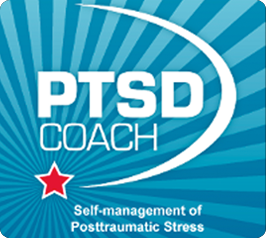 PTSD
COACH
Self-management of
Posttraumatic Stress